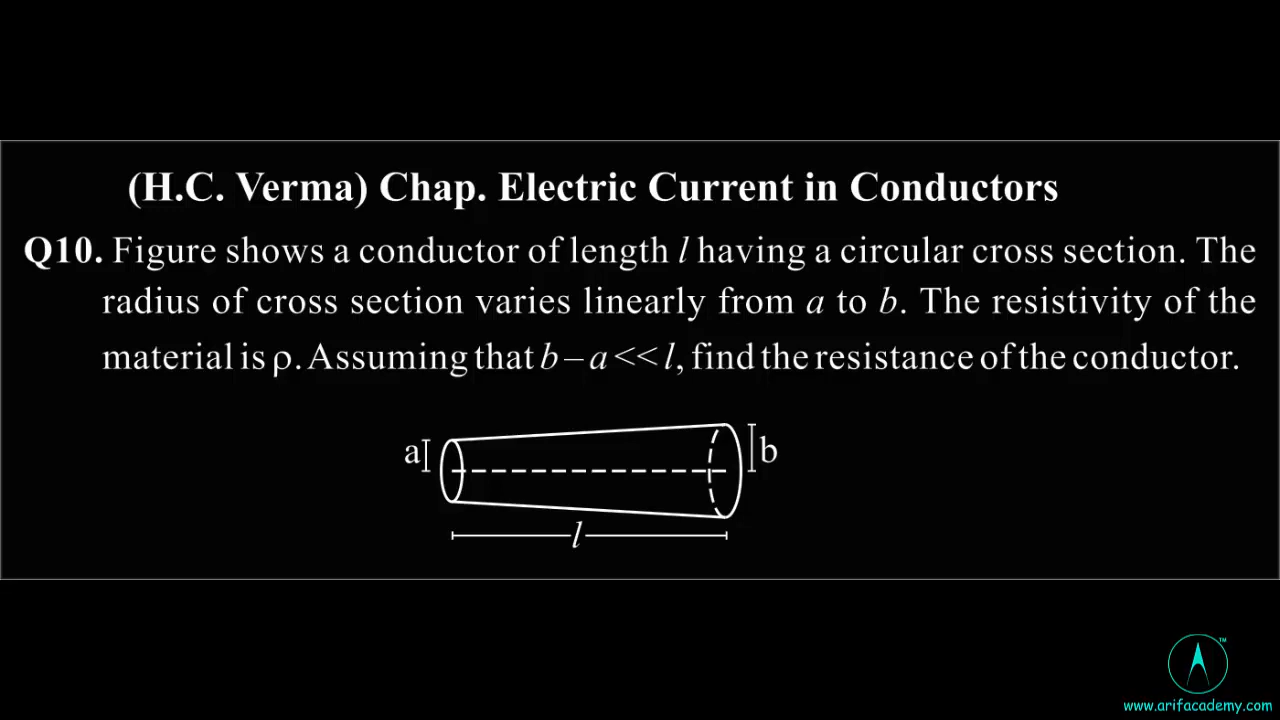 (H.C. Verma) Chap. Electric Current in Conductors
Q10. Figure shows a conductor of length l having a circular cross section. The
radius of cross section varies linearly from a to b. The resistivity of the
material is ρ. Assuming that b – a << l, find the resistance of the conductor.
a
b
l
TM
www.arifacademy.com